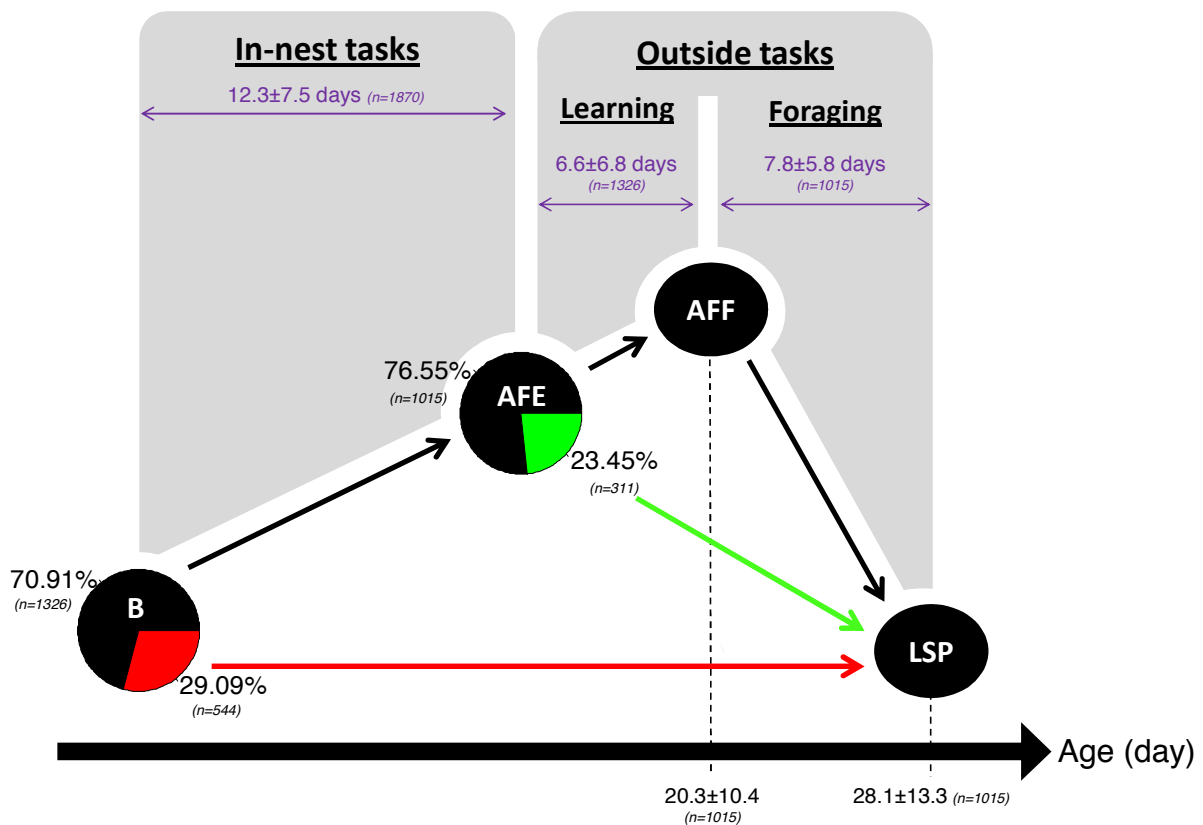 In-nest tasks
12.3±7.5 days (n=1870)
Outside tasks
Learning
6.6±6.8 days
(n=1326)
Foraging
7.8±5.8 days
(n=1015)
AFF
76.55%
(n=1015)
AFE
23.45%
(n=311)
70.91%
(n=1326)
B
29.09%
(n=544)
LSP
Age (day)
20.3±10.4
(n=1015)
28.1±13.3 (n=1015)